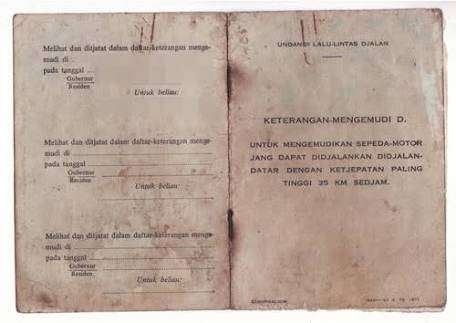 Melihat dan ditjatat dalam daftar-keterangan menge-
mudi di
pada tanggal
Gubernur
Residen
Untuk beliau:
Melihat dan ditjatat dalam daftar-keterangan menge-
mudi di
pada tanggal
Gubernur
Residen
Untuk beliau:
Melihat dan ditjatat dalam daftar-keterangan menge-
mudi di
pada tanggal
Gubernur
Residen
Untuk beliau:
UNDANG2 LALU-LINTAS DJALAN
KETERANGAN-MENGEMUDI D.
UNTUK MENGEMUDIKAN SEPEDA-MOTOR
JANG DAPAT DIDJALANKAN DIDJALAN-
DATAR DENGAN KETJEPATAN PALING
TINGGI 35 KM SEDJAM.